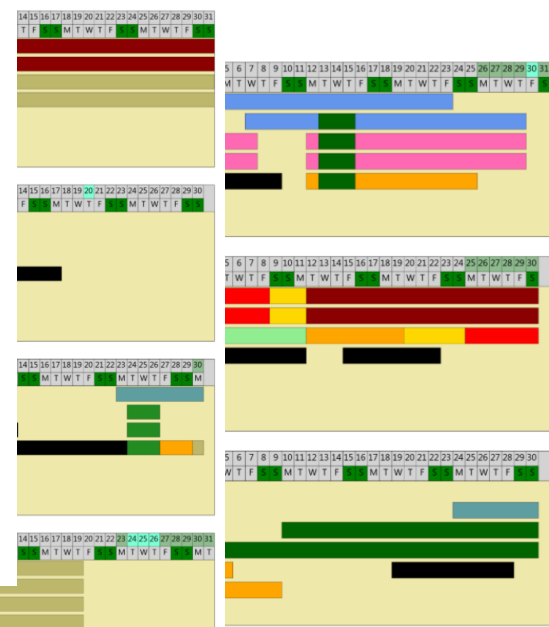 14 15 16 17 18 19 20 21 22 23 24 25 26 27 28 29 30 31
T F S S M T W T F S S M T W T F S S
14 15 16 17 18 19 20 21 22 23 24 25 26 27 28 29 30
F S S M T W T F S S M T W T F S S
14 15 16 17 18 19 20 21 22 23 24 25 26 27 28 29 30
S S M T W T F S S M T W T F S S M
14 15 16 17 18 19 20 21 22 23 24 25 26 27 28 29 30 31
S S M T W T F S S M T W T F S S M T
5 6 7 8 9 10 11 12 13 14 15 16 17 18 19 20 21 22 23 24 25 26 27 28 29 30 31
M T W T F S S M T W T F S S M T W T F S S M T W T F S
5 6 7 8 9 10 11 12 13 14 15 16 17 18 19 20 21 22 23 24 25 26 27 28 29 30
T W T F S S M T W T F S S M T W T F S S M T W T F S
5 6 7 8 9 10 11 12 13 14 15 16 17 18 19 20 21 22 23 24 25 26 27 28 29 30
W T F S S M T W T F S S M T W T F S S M T W T F S S